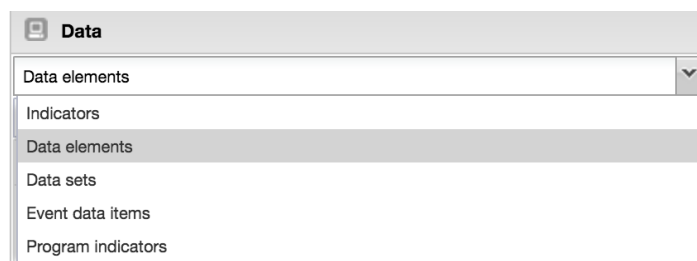 Data
Data elements
Indicators
Data elements
Data sets
Event data items
Program indicators